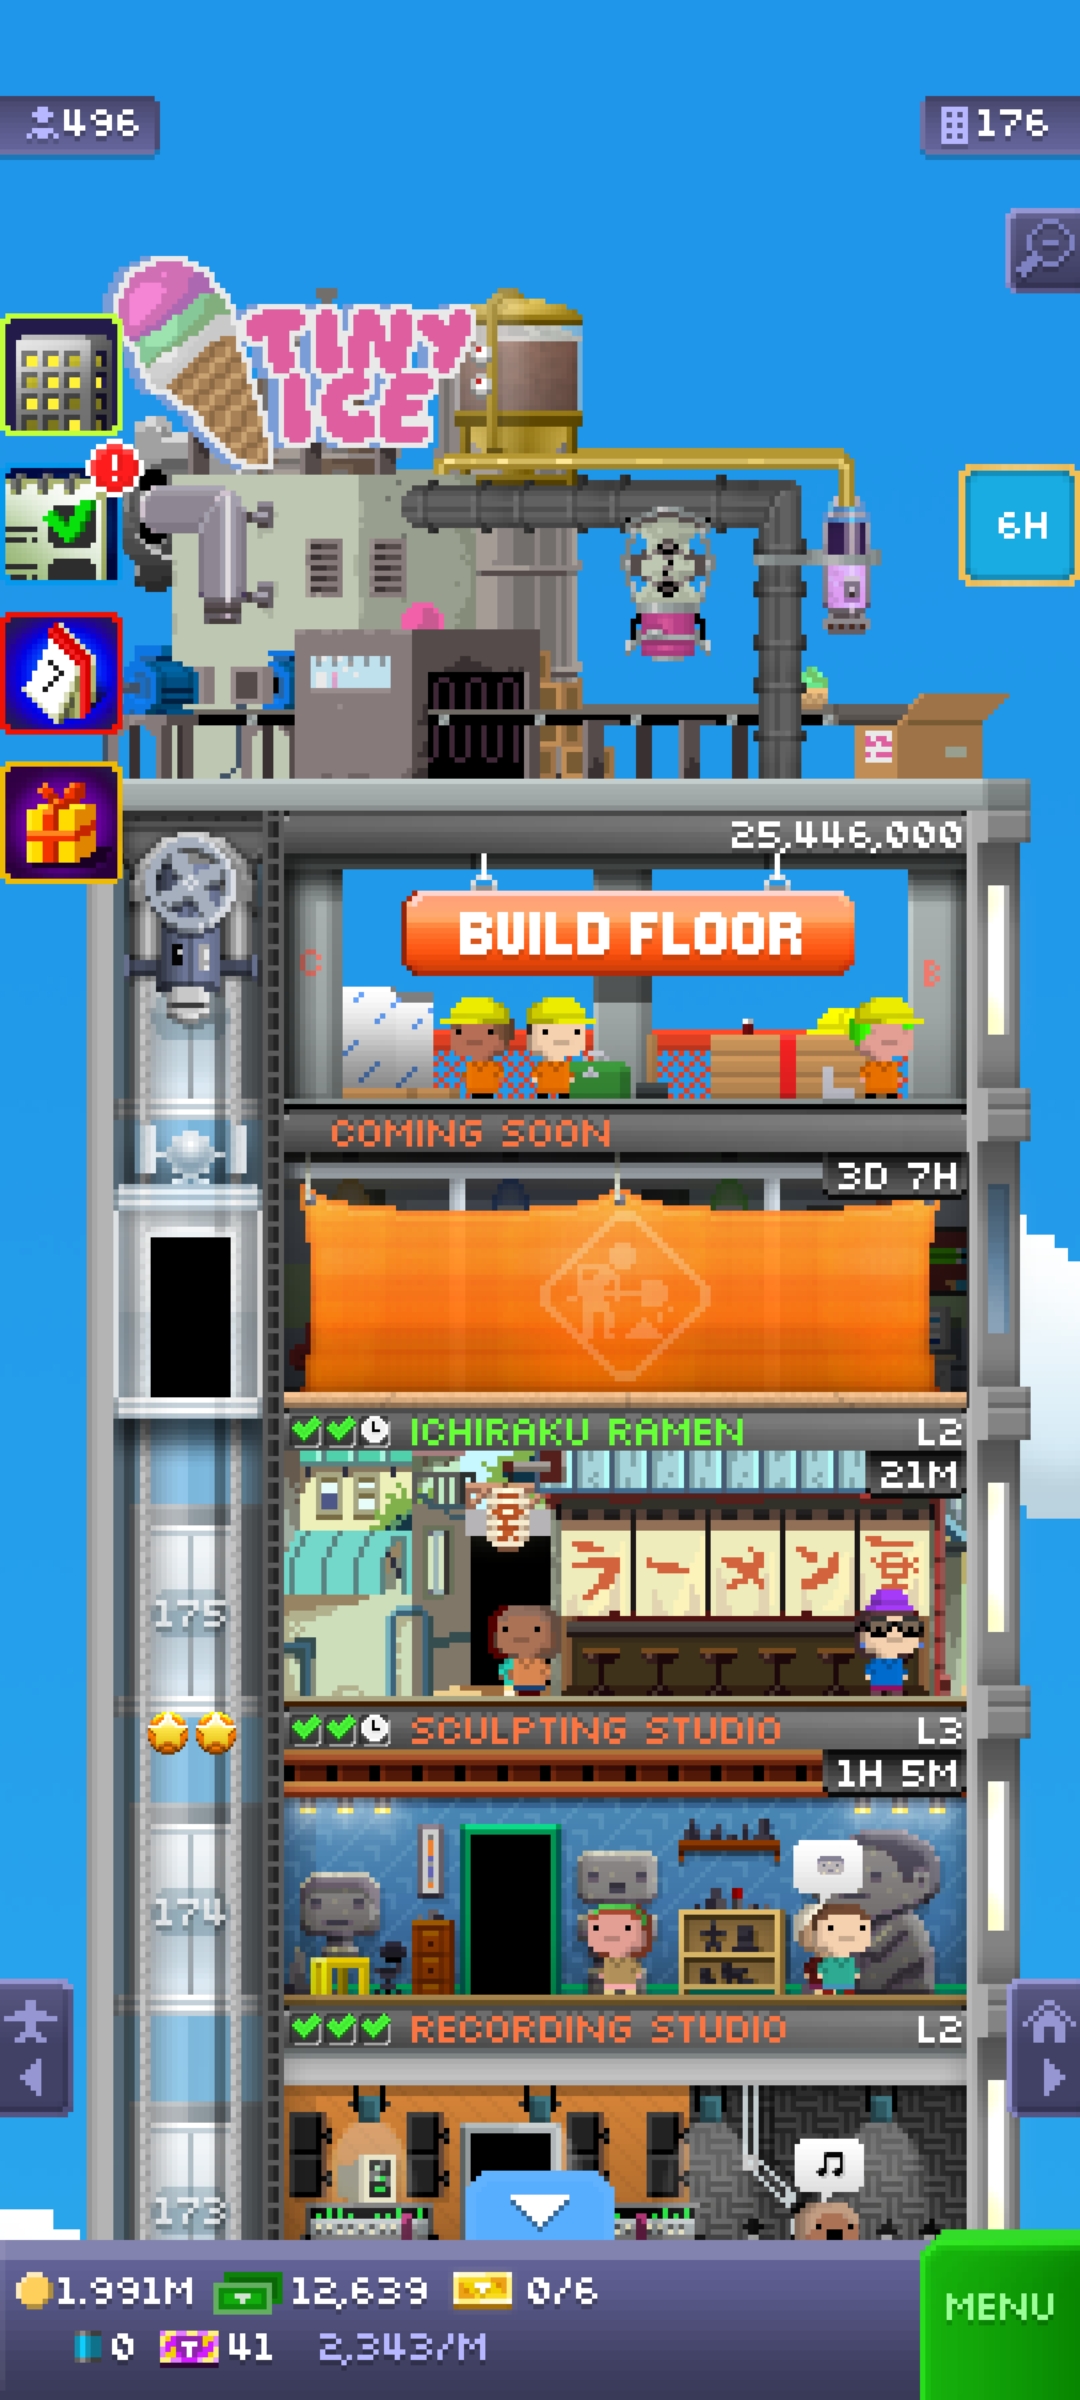 496
176
TINY
ICE
6H
7
25,446,000
BUILD FLOOR
C
B
COMING SOON
3D 7H
ICHIRAKU RAMEN L2
21M
ラーメン
175
SCULPTING STUDIO L3
1H 5M
174
RECORDING STUDIO L2
173
1.991M 12,639 0/6
0 41 2,343/M
MENU